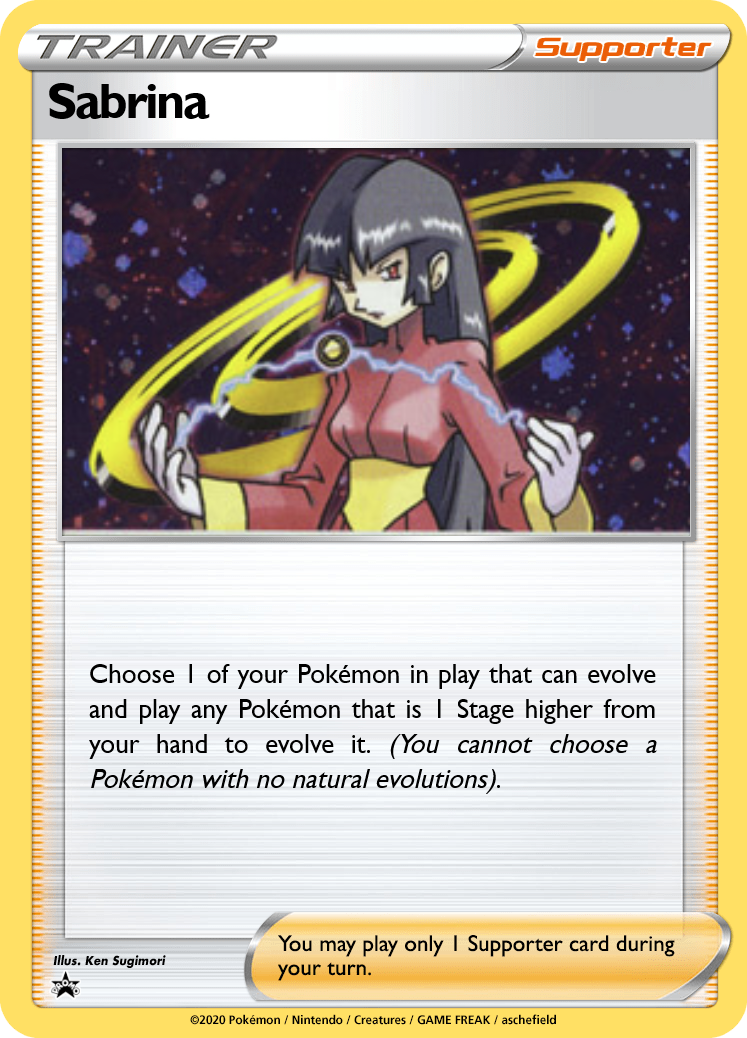 TRAINER
Supporter
Sabrina
Choose 1 of your Pokémon in play that can evolve
and play any Pokémon that is 1 Stage higher from
your hand to evolve it. (You cannot choose a
Pokémon with no natural evolutions).
Illus. Ken Sugimori
You may play only 1 Supporter card during
your turn.
PROMO
©2020 Pokémon / Nintendo / Creatures / GAME FREAK / aschefield